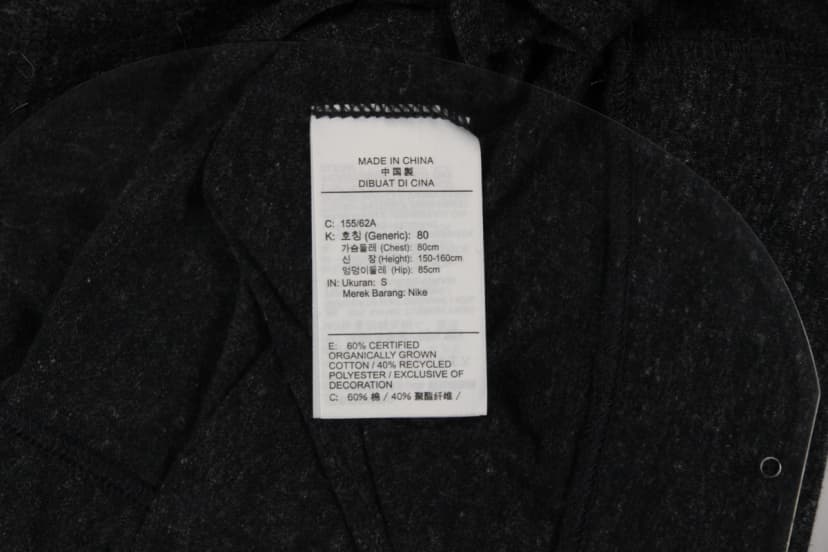 MADE IN CHINA
中国製
DIBUAT DI CINA
C: 155/62A
K: 호칭 (Generic): 80
가슴둘레 (Chest): 80cm
신 장 (Height): 150-160cm
엉덩이둘레 (Hip): 85cm
IN: Ukuran: S
Merek Barang: Nike
E: 60% CERTIFIED
ORGANICALLY GROWN
COTTON / 40% RECYCLED
POLYESTER / EXCLUSIVE OF
DECORATION
C: 60% 棉 / 40% 聚酯纤维 /